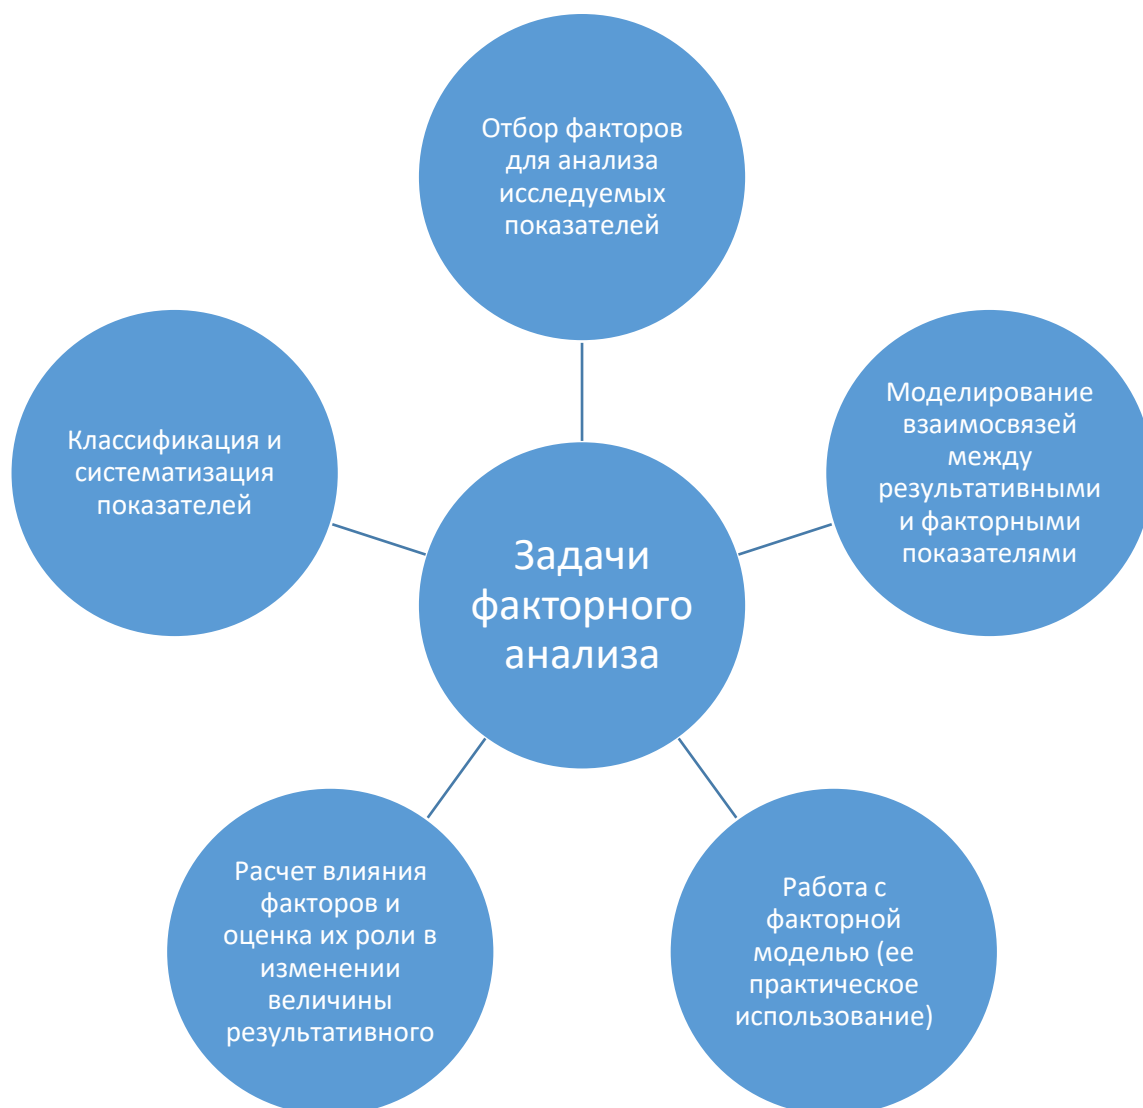 Отбор факторов
для анализа
исследуемых
показателей
Моделирование
взаимосвязей
между
результативными
и факторными
показателями
Классификация и
систематизация
показателей
Задачи
факторного
анализа
Расчет влияния
факторов и
оценка их роли в
изменении
величины
результативного
Работа с
факторной
моделью (ее
практическое
использование)